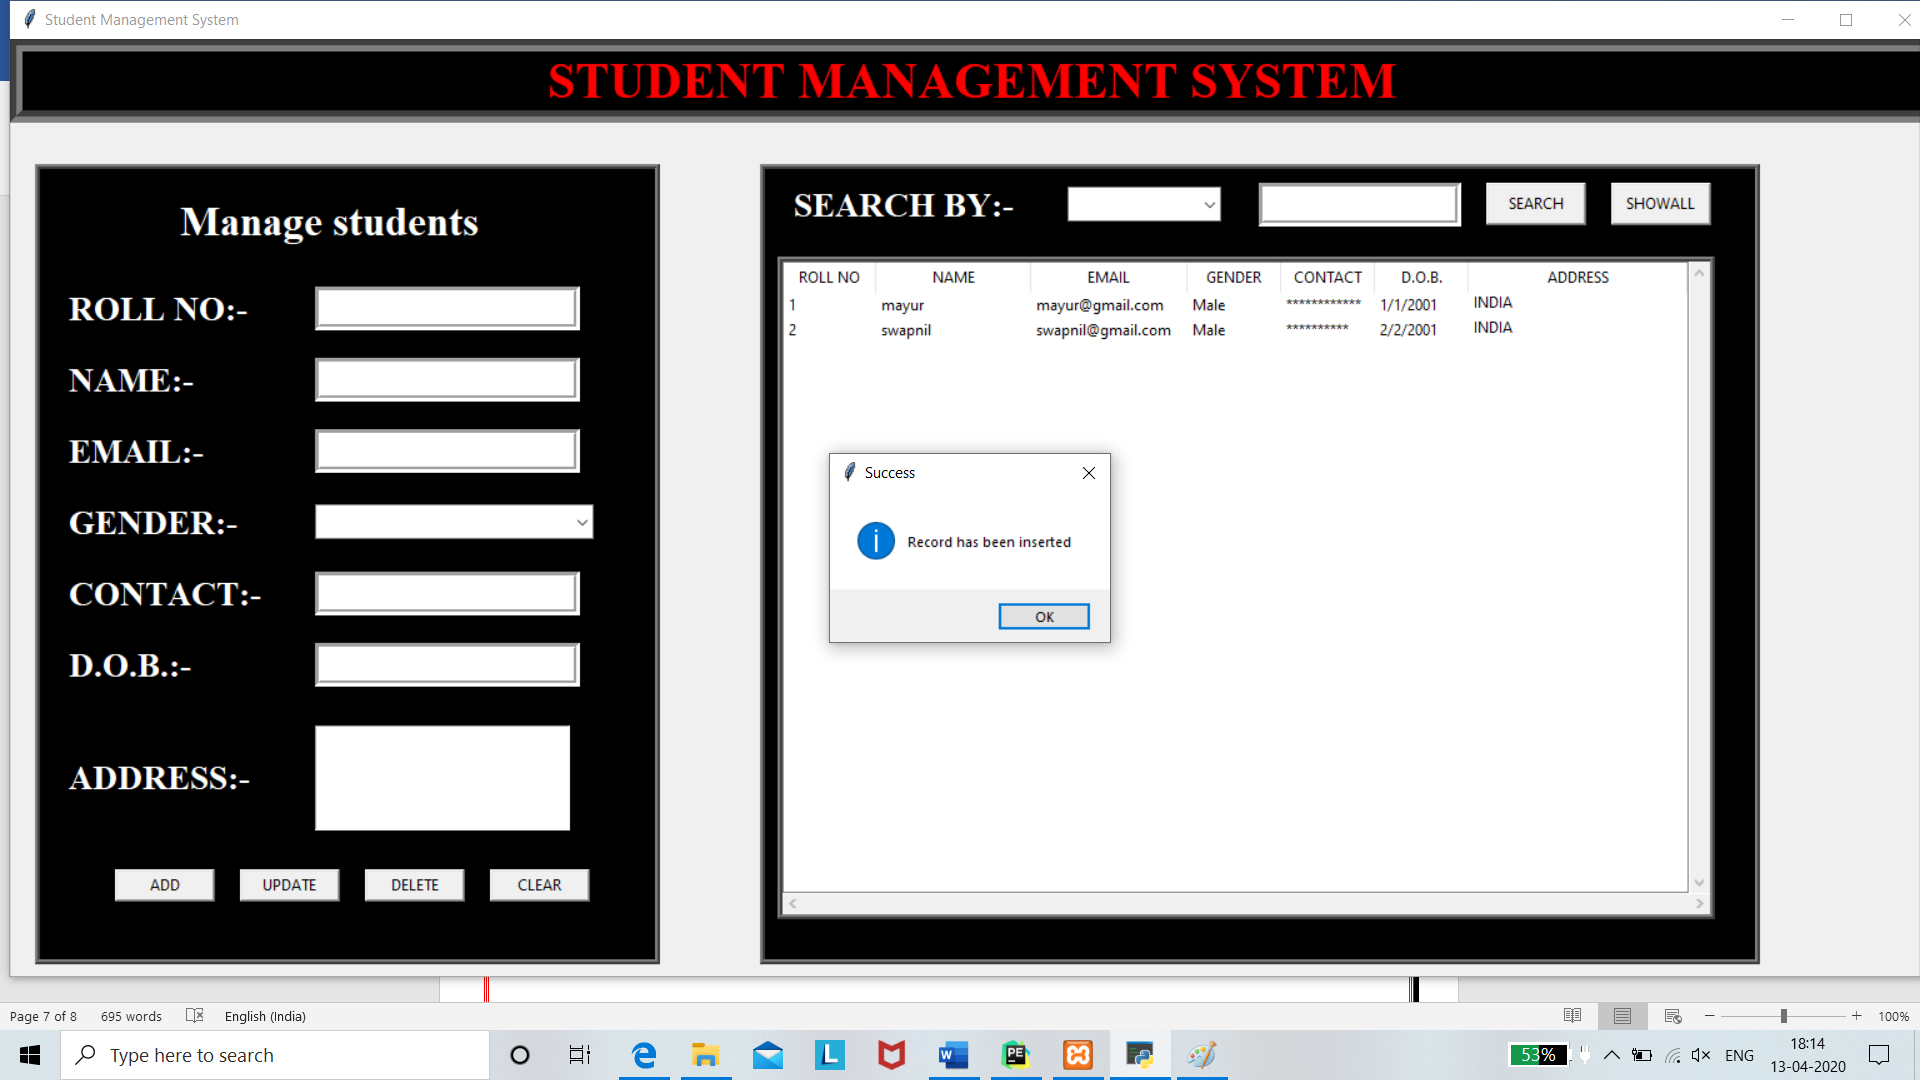 Student Management System
STUDENT MANAGEMENT SYSTEM
Manage students
ROLL NO:-
NAME:-
EMAIL:-
GENDER:-
CONTACT:-
D.O.B.:-
ADDRESS:-
ADD UPDATE DELETE CLEAR
SEARCH BY:- SEARCH SHOWALL
ROLL NO NAME EMAIL GENDER CONTACT D.O.B. ADDRESS
1 mayur mayur@gmail.com Male ************ 1/1/2001 INDIA
2 swapnil swapnil@gmail.com Male ********** 2/2/2001 INDIA
Success
Record has been inserted
OK
Page 7 of 8 695 words English (India) 100%
Type here to search
L
W
PE
53%
ENG
18:14
13-04-2020